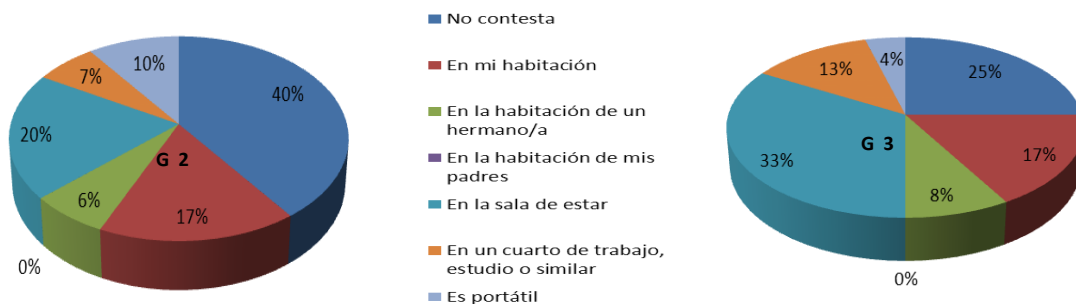 10%
7%
40%
20%
G 2
6%
17%
0%
No contesta
En mi habitación
En la habitación de un
hermano/a
En la habitación de mis
padres
En la sala de estar
En un cuarto de trabajo,
estudio o similar
Es portátil
4%
13%
25%
G 3
33%
17%
8%
0%